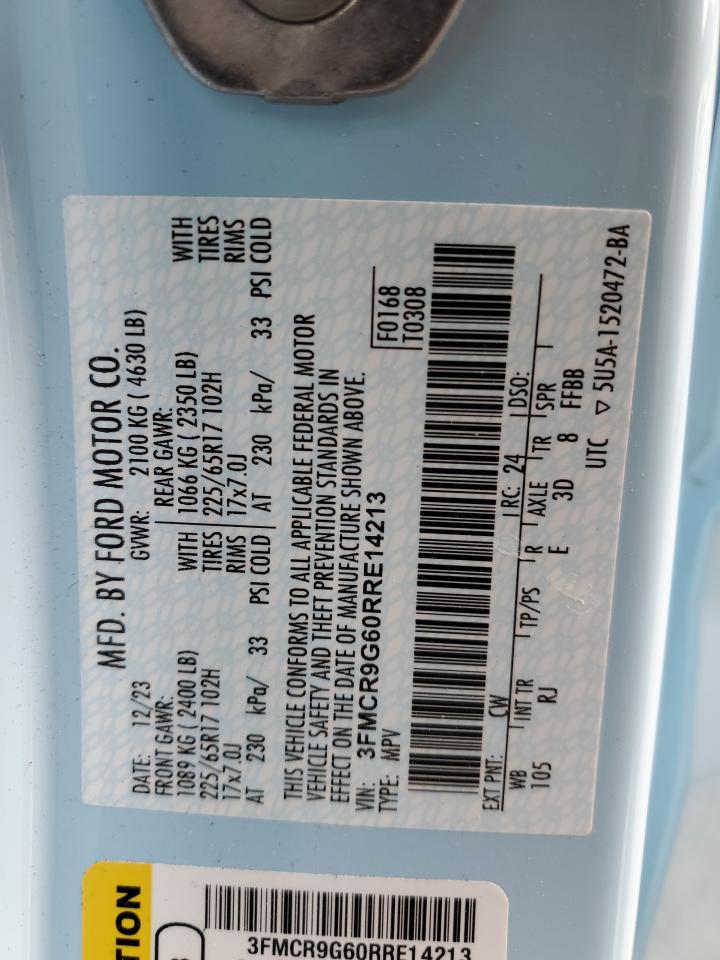 MFD. BY FORD MOTOR CO.
DATE: 12/23 GVWR: 2100 KG ( 4630 LB)
FRONT GAWR: REAR GAWR:
1089 KG ( 2400 LB) WITH 1066 KG ( 2350 LB) WITH
225/65R17 102H TIRES 225/65R17 102H TIRES
17x7.0J RIMS 17x7.0J RIMS
AT 230 kPa/ 33 PSI COLD AT 230 kPa/ 33 PSI COLD
THIS VEHICLE CONFORMS TO ALL APPLICABLE FEDERAL MOTOR
VEHICLE SAFETY AND THEFT PREVENTION STANDARDS IN
EFFECT ON THE DATE OF MANUFACTURE SHOWN ABOVE.
VIN: 3FMCR9G60RRE14213
TYPE: MPV
F0168
T0308
EXT PNT: CW RC: 24 DSO:
WB INT TR TP/PS R AXLE TR SPR
105 RJ E 3D 8 FFBB
UTC ▽ 5U5A-1520472-BA
TION
3FMCR9G60RRE14213